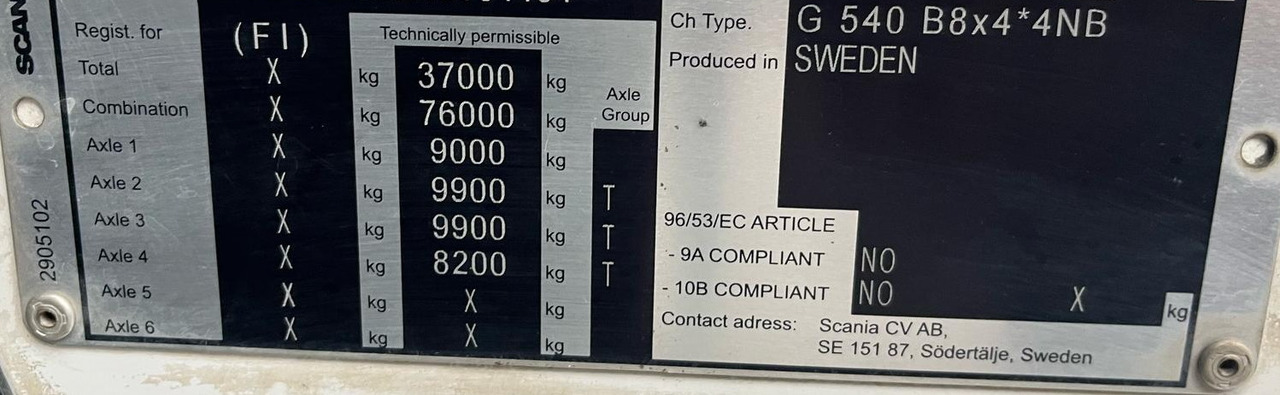 SCAN
Regist. for (FI) Technically permissible
Total X kg 37000 kg
Combination X kg 76000 kg
Axle Group
Axle 1 X kg 9000 kg
Axle 2 X kg 9900 kg T
Axle 3 X kg 9900 kg T
Axle 4 X kg 8200 kg T
Axle 5 X kg X kg
Axle 6 X kg X kg
2905102
Ch Type. G 540 B8x4*4NB
Produced in SWEDEN
96/53/EC ARTICLE
- 9A COMPLIANT NO
- 10B COMPLIANT NO X kg
Contact adress: Scania CV AB,
SE 151 87, Södertälje, Sweden